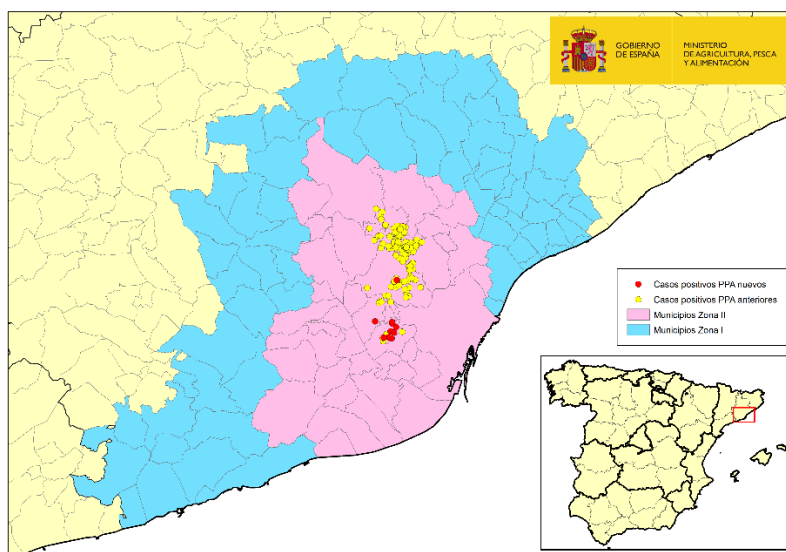 GOBIERNO
DE ESPAÑA
MINISTERIO
DE AGRICULTURA, PESCA
Y ALIMENTACIÓN
Casos positivos PPA nuevos
Casos positivos PPA anteriores
Municipios Zona II
Municipios Zona I